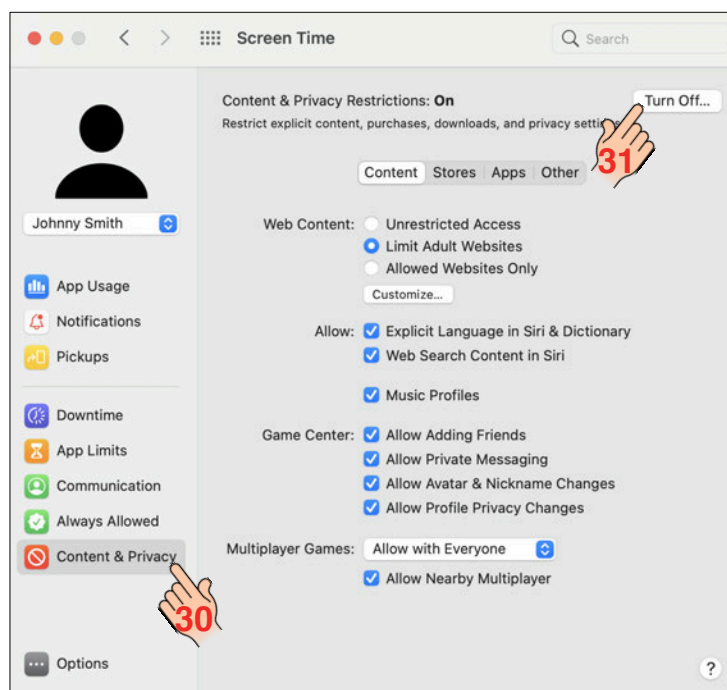 Screen Time
Search
Content & Privacy Restrictions: On
Turn Off...
Restrict explicit content, purchases, downloads, and privacy
31
Content Stores Apps Other
Johnny Smith
Web Content: Unrestricted Access
Limit Adult Websites
Allowed Websites Only
Customize...
App Usage
Notifications
Pickups
Allow: Explicit Language in Siri & Dictionary
Web Search Content in Siri
Music Profiles
Downtime
App Limits
Communication
Always Allowed
Content & Privacy
30
Game Center: Allow Adding Friends
Allow Private Messaging
Allow Avatar & Nickname Changes
Allow Profile Privacy Changes
Multiplayer Games: Allow with Everyone
Allow Nearby Multiplayer
Options
?